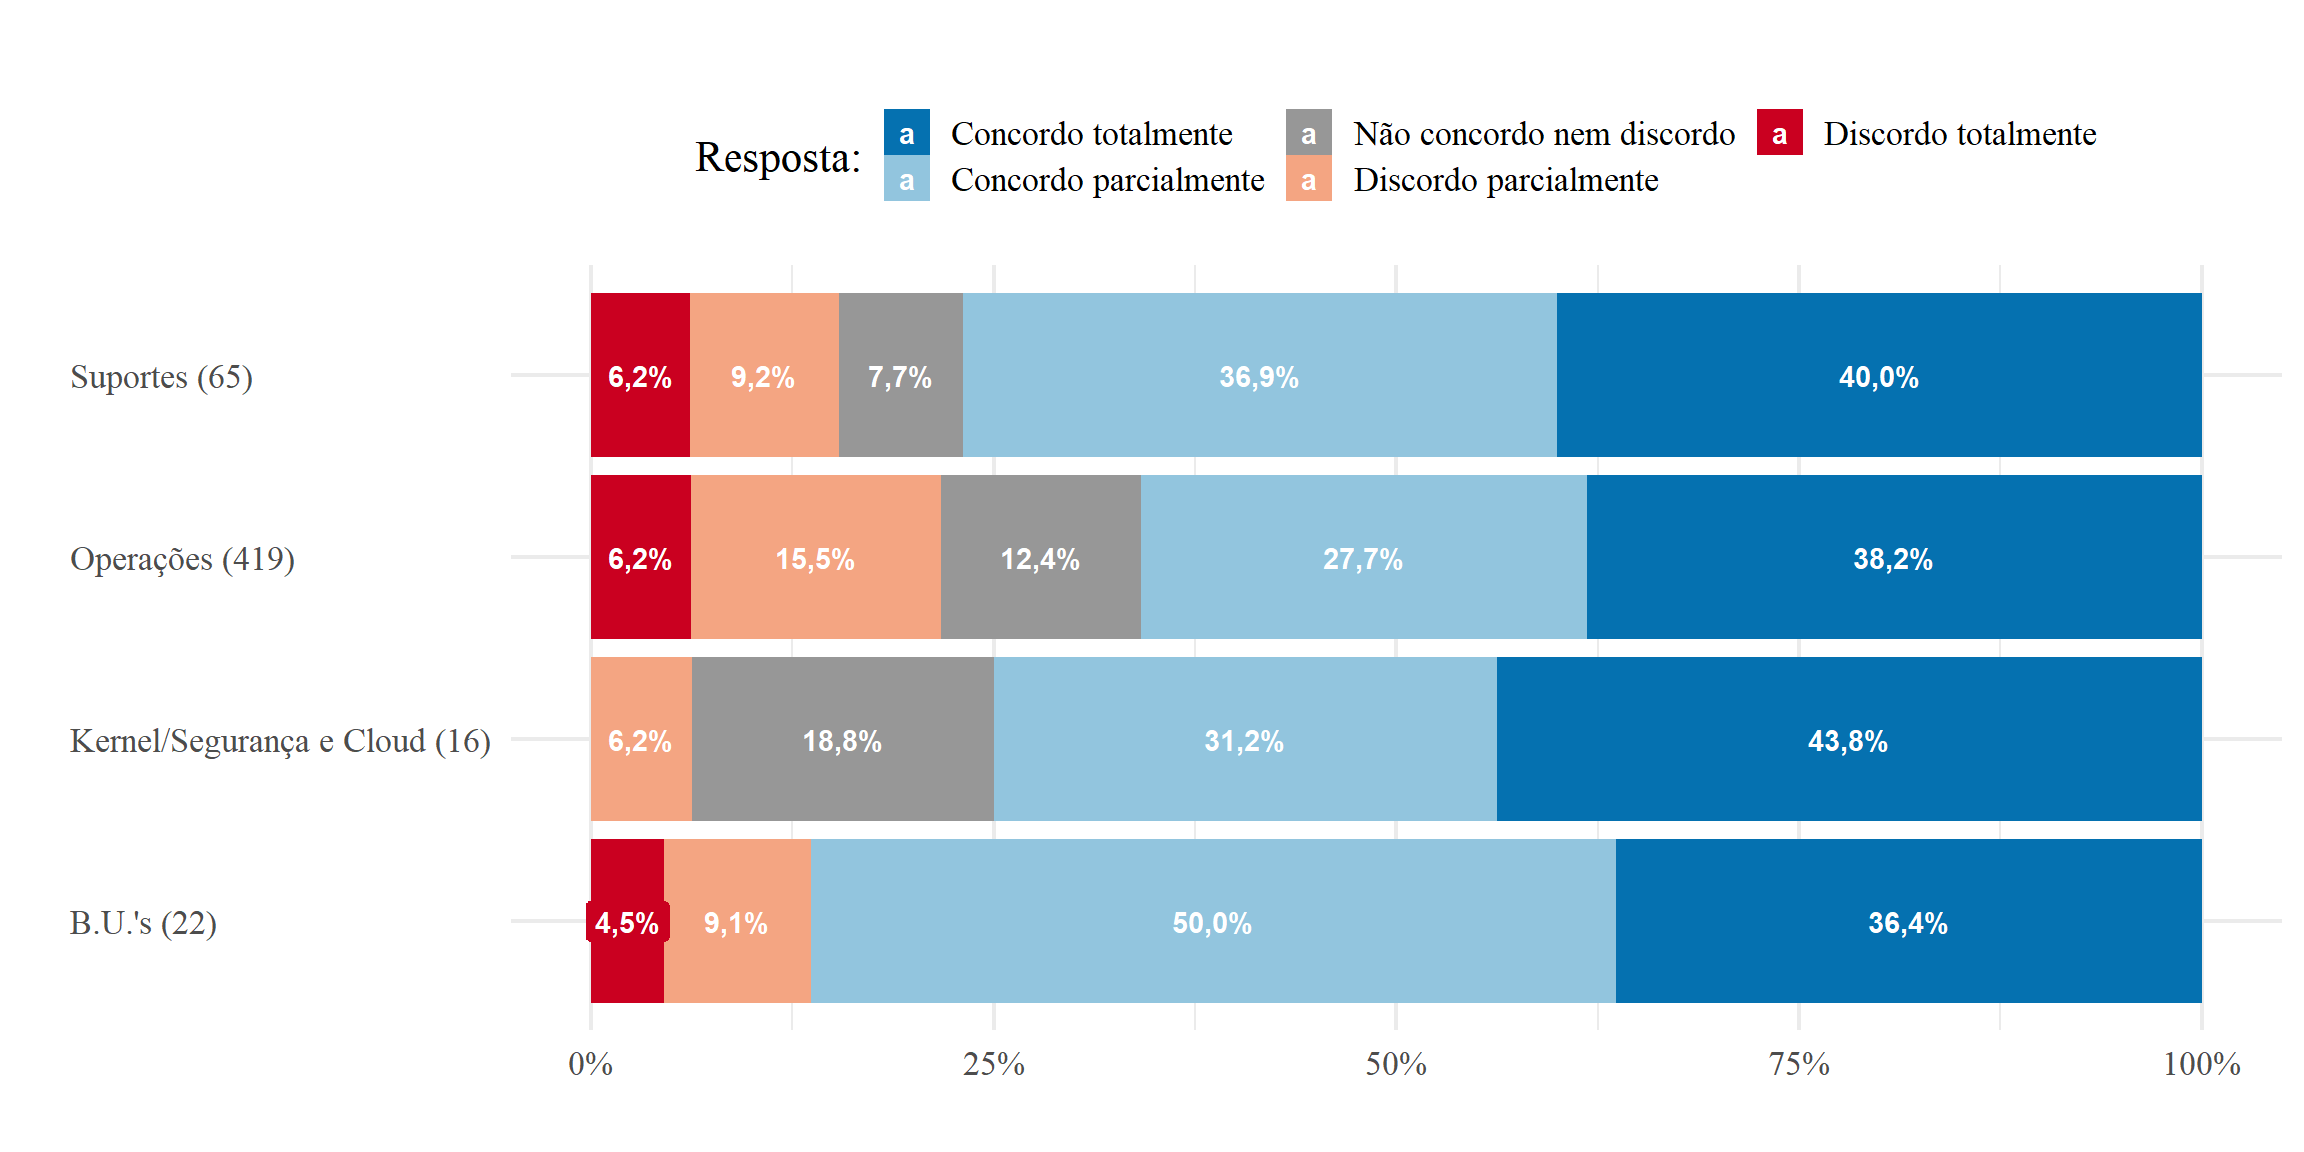 Resposta:
a Concordo totalmente a Não concordo nem discordo a Discordo totalmente
a Concordo parcialmente a Discordo parcialmente
Suportes (65) 6,2% 9,2% 7,7% 36,9% 40,0%
Operações (419) 6,2% 15,5% 12,4% 27,7% 38,2%
Kernel/Segurança e Cloud (16) 6,2% 18,8% 31,2% 43,8%
B.U.'s (22) 4,5% 9,1% 50,0% 36,4%
0% 25% 50% 75% 100%